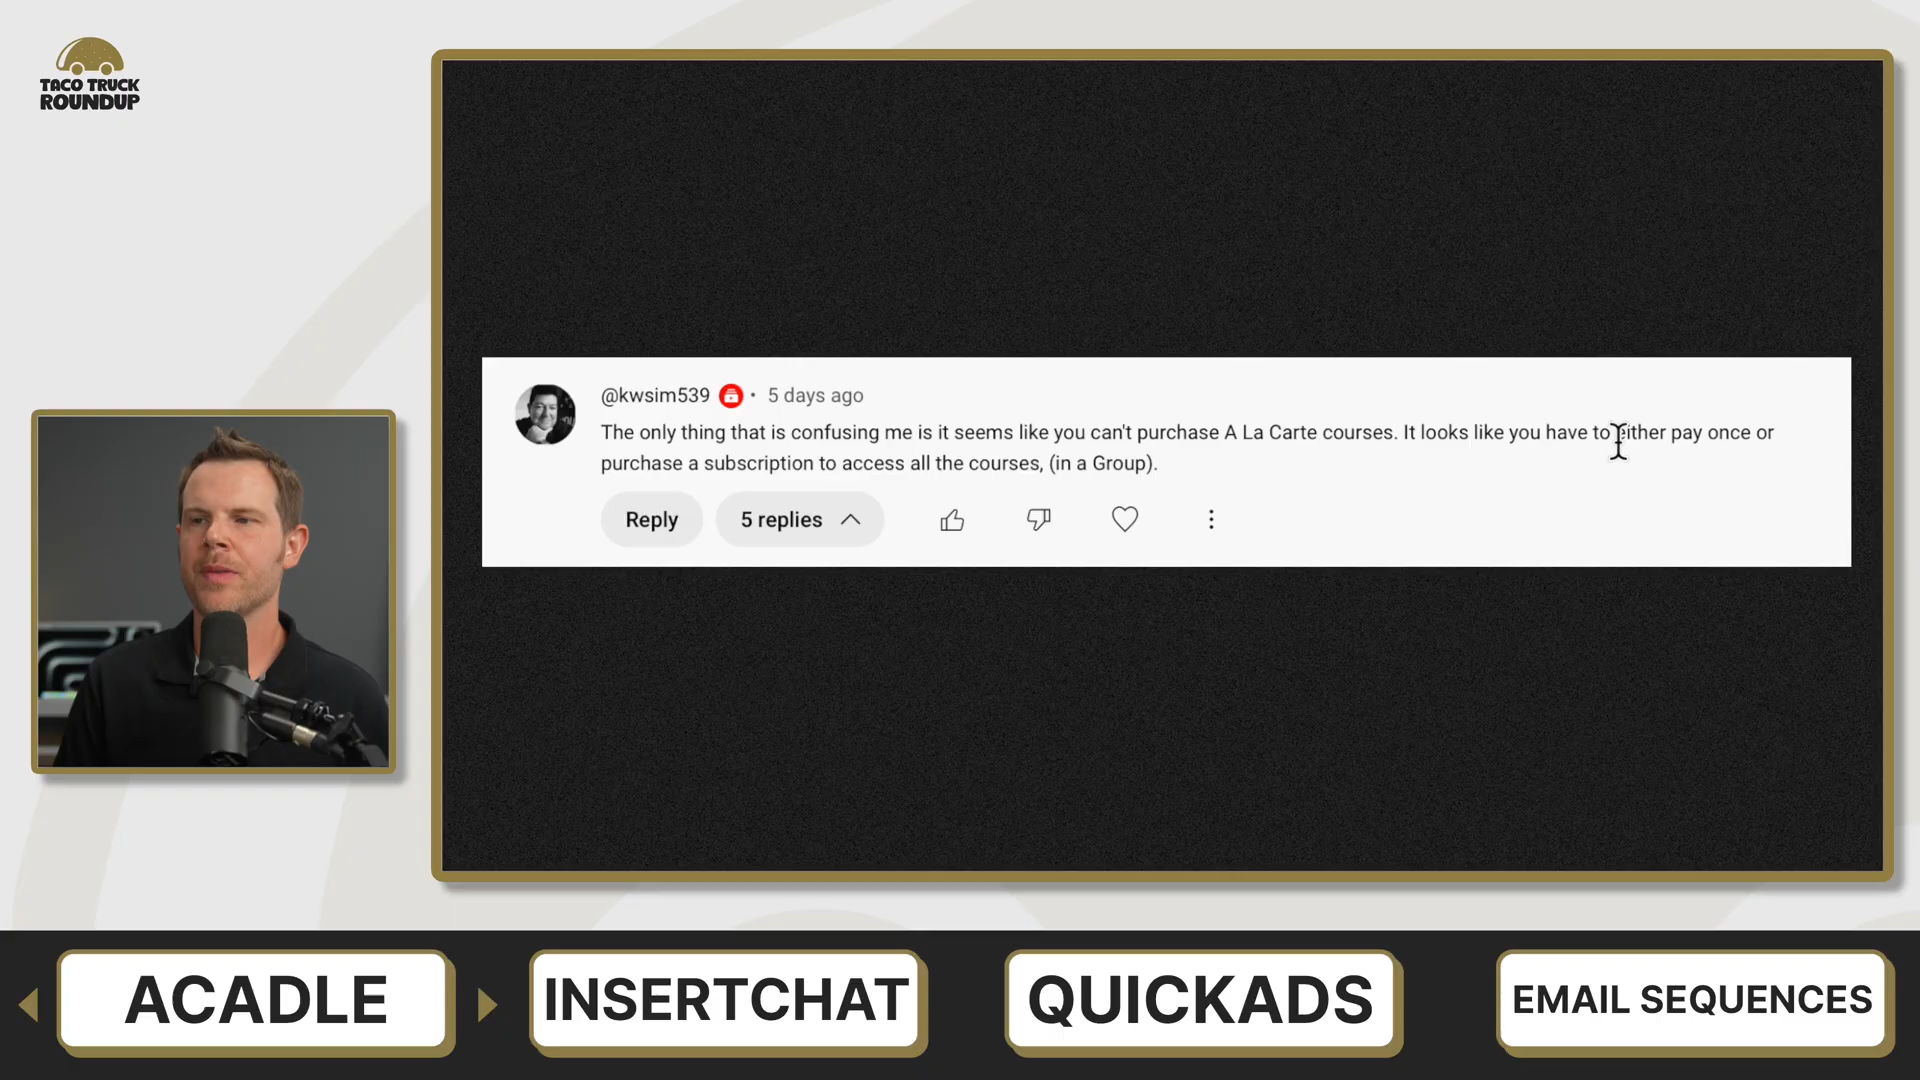 TACO TRUCK
ROUNDUP
@kwsim539 • 5 days ago
The only thing that is confusing me is it seems like you can't purchase A La Carte courses. It looks like you have to either pay once or
purchase a subscription to access all the courses, (in a Group).
Reply 5 replies
ACADLE INSERTCHAT QUICKADS EMAIL SEQUENCES